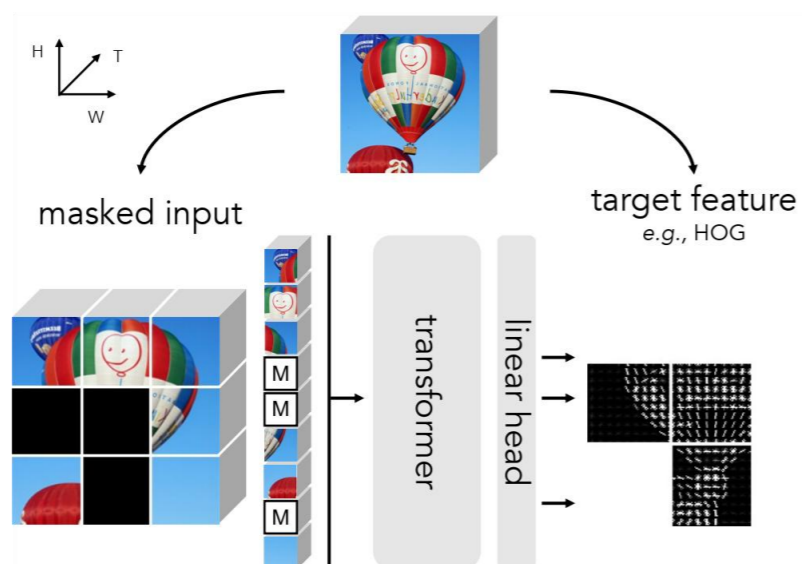 H
T
W
masked input
target feature
e.g., HOG
M
M
M
transformer
linear head